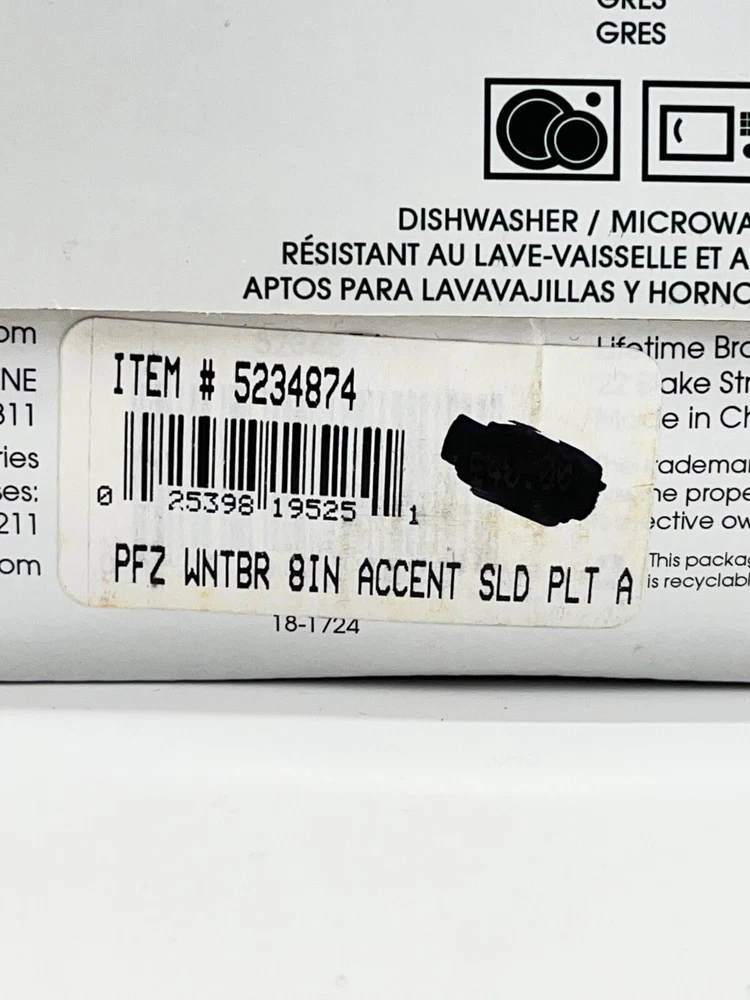 GRES
GRES
DISHWASHER / MICROWA
RÉSISTANT AU LAVE-VAISSELLE ET A
APTOS PARA LAVAVAJILLAS Y HORNO
om
NE
811
ries
ses:
211
om
ITEM # 5234874
0 25398 19525 1
PFZ WNTBR 8IN ACCENT SLD PLT A
18-1724
Lifetime Bro
ake Str
e in Ch
rademar
he prope
ective ow
This packag
is recyclabl